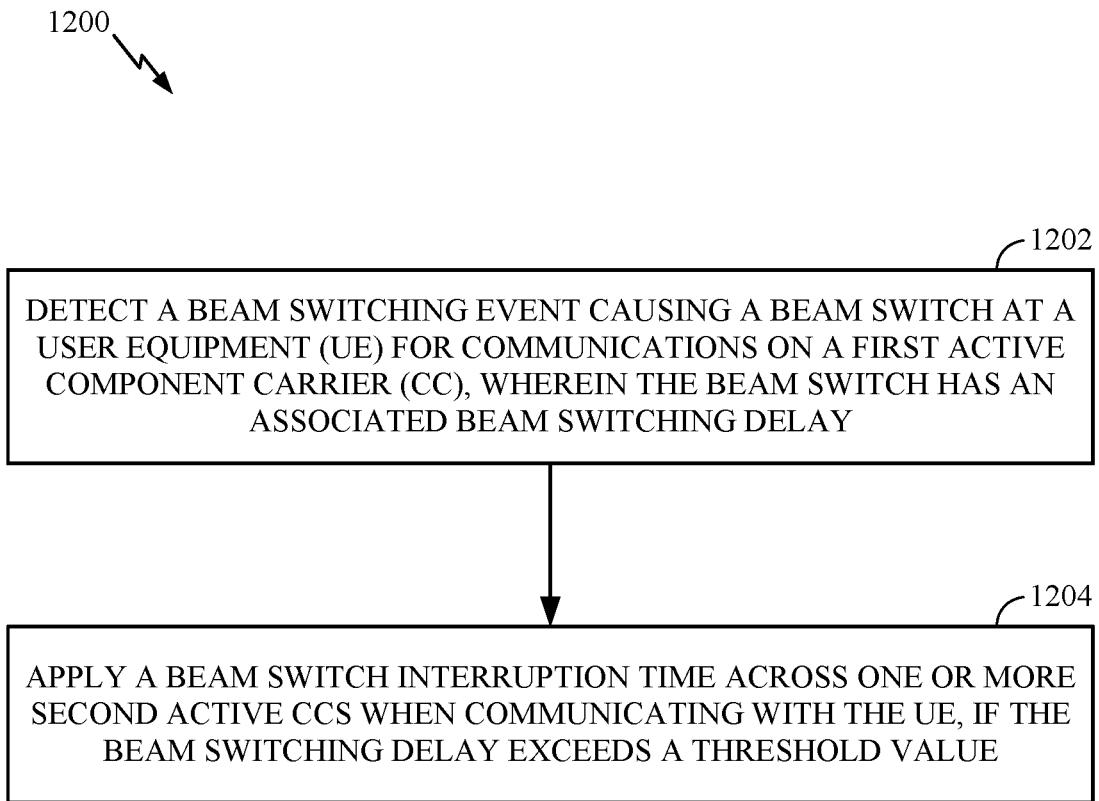 1200
1202
DETECT A BEAM SWITCHING EVENT CAUSING A BEAM SWITCH AT A
USER EQUIPMENT (UE) FOR COMMUNICATIONS ON A FIRST ACTIVE
COMPONENT CARRIER (CC), WHEREIN THE BEAM SWITCH HAS AN
ASSOCIATED BEAM SWITCHING DELAY
1204
APPLY A BEAM SWITCH INTERRUPTION TIME ACROSS ONE OR MORE
SECOND ACTIVE CCS WHEN COMMUNICATING WITH THE UE, IF THE
BEAM SWITCHING DELAY EXCEEDS A THRESHOLD VALUE